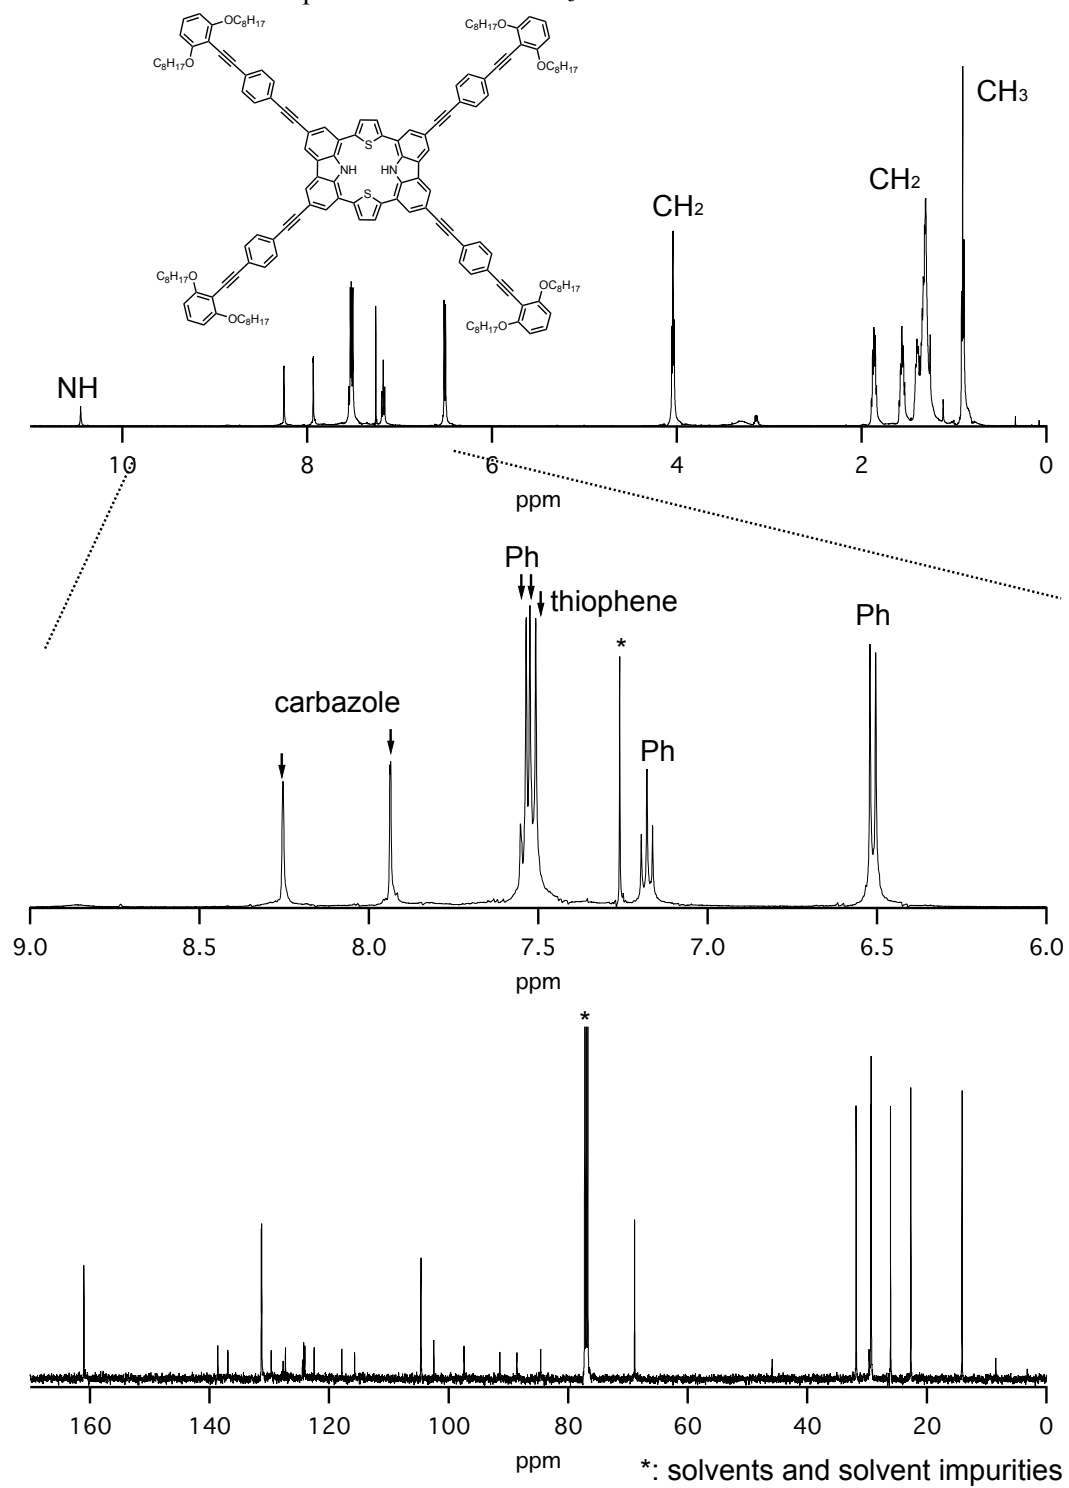 OC₈H₁₇
C₈H₁₇O
C₈H₁₇O
OC₈H₁₇
CH₃
S
NH
HN
S
CH₂
CH₂
C₈H₁₇O
OC₈H₁₇
OC₈H₁₇
C₈H₁₇O
NH
10 8 6 4 2 0
ppm
Ph
thiophene
*
Ph
carbazole
Ph
9.0 8.5 8.0 7.5 7.0 6.5 6.0
ppm
*
160 140 120 100 80 60 40 20 0
ppm
*: solvents and solvent impurities